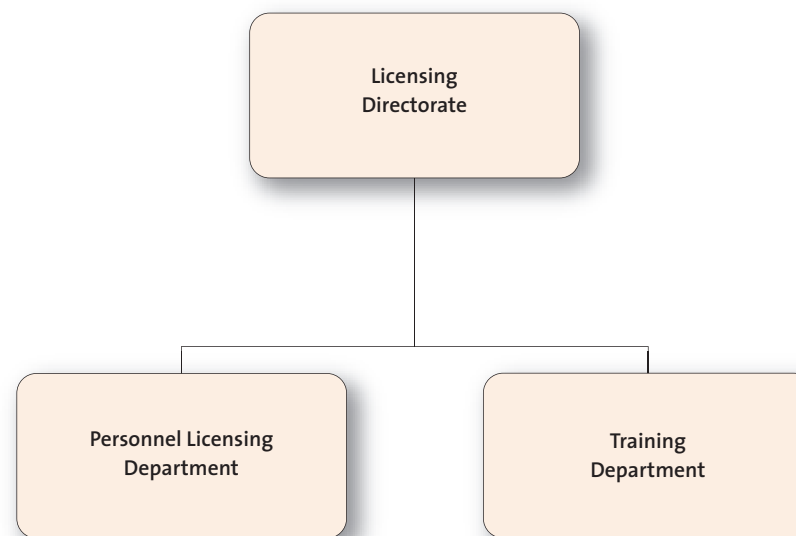 Licensing
Directorate
Personnel Licensing
Department
Training
Department